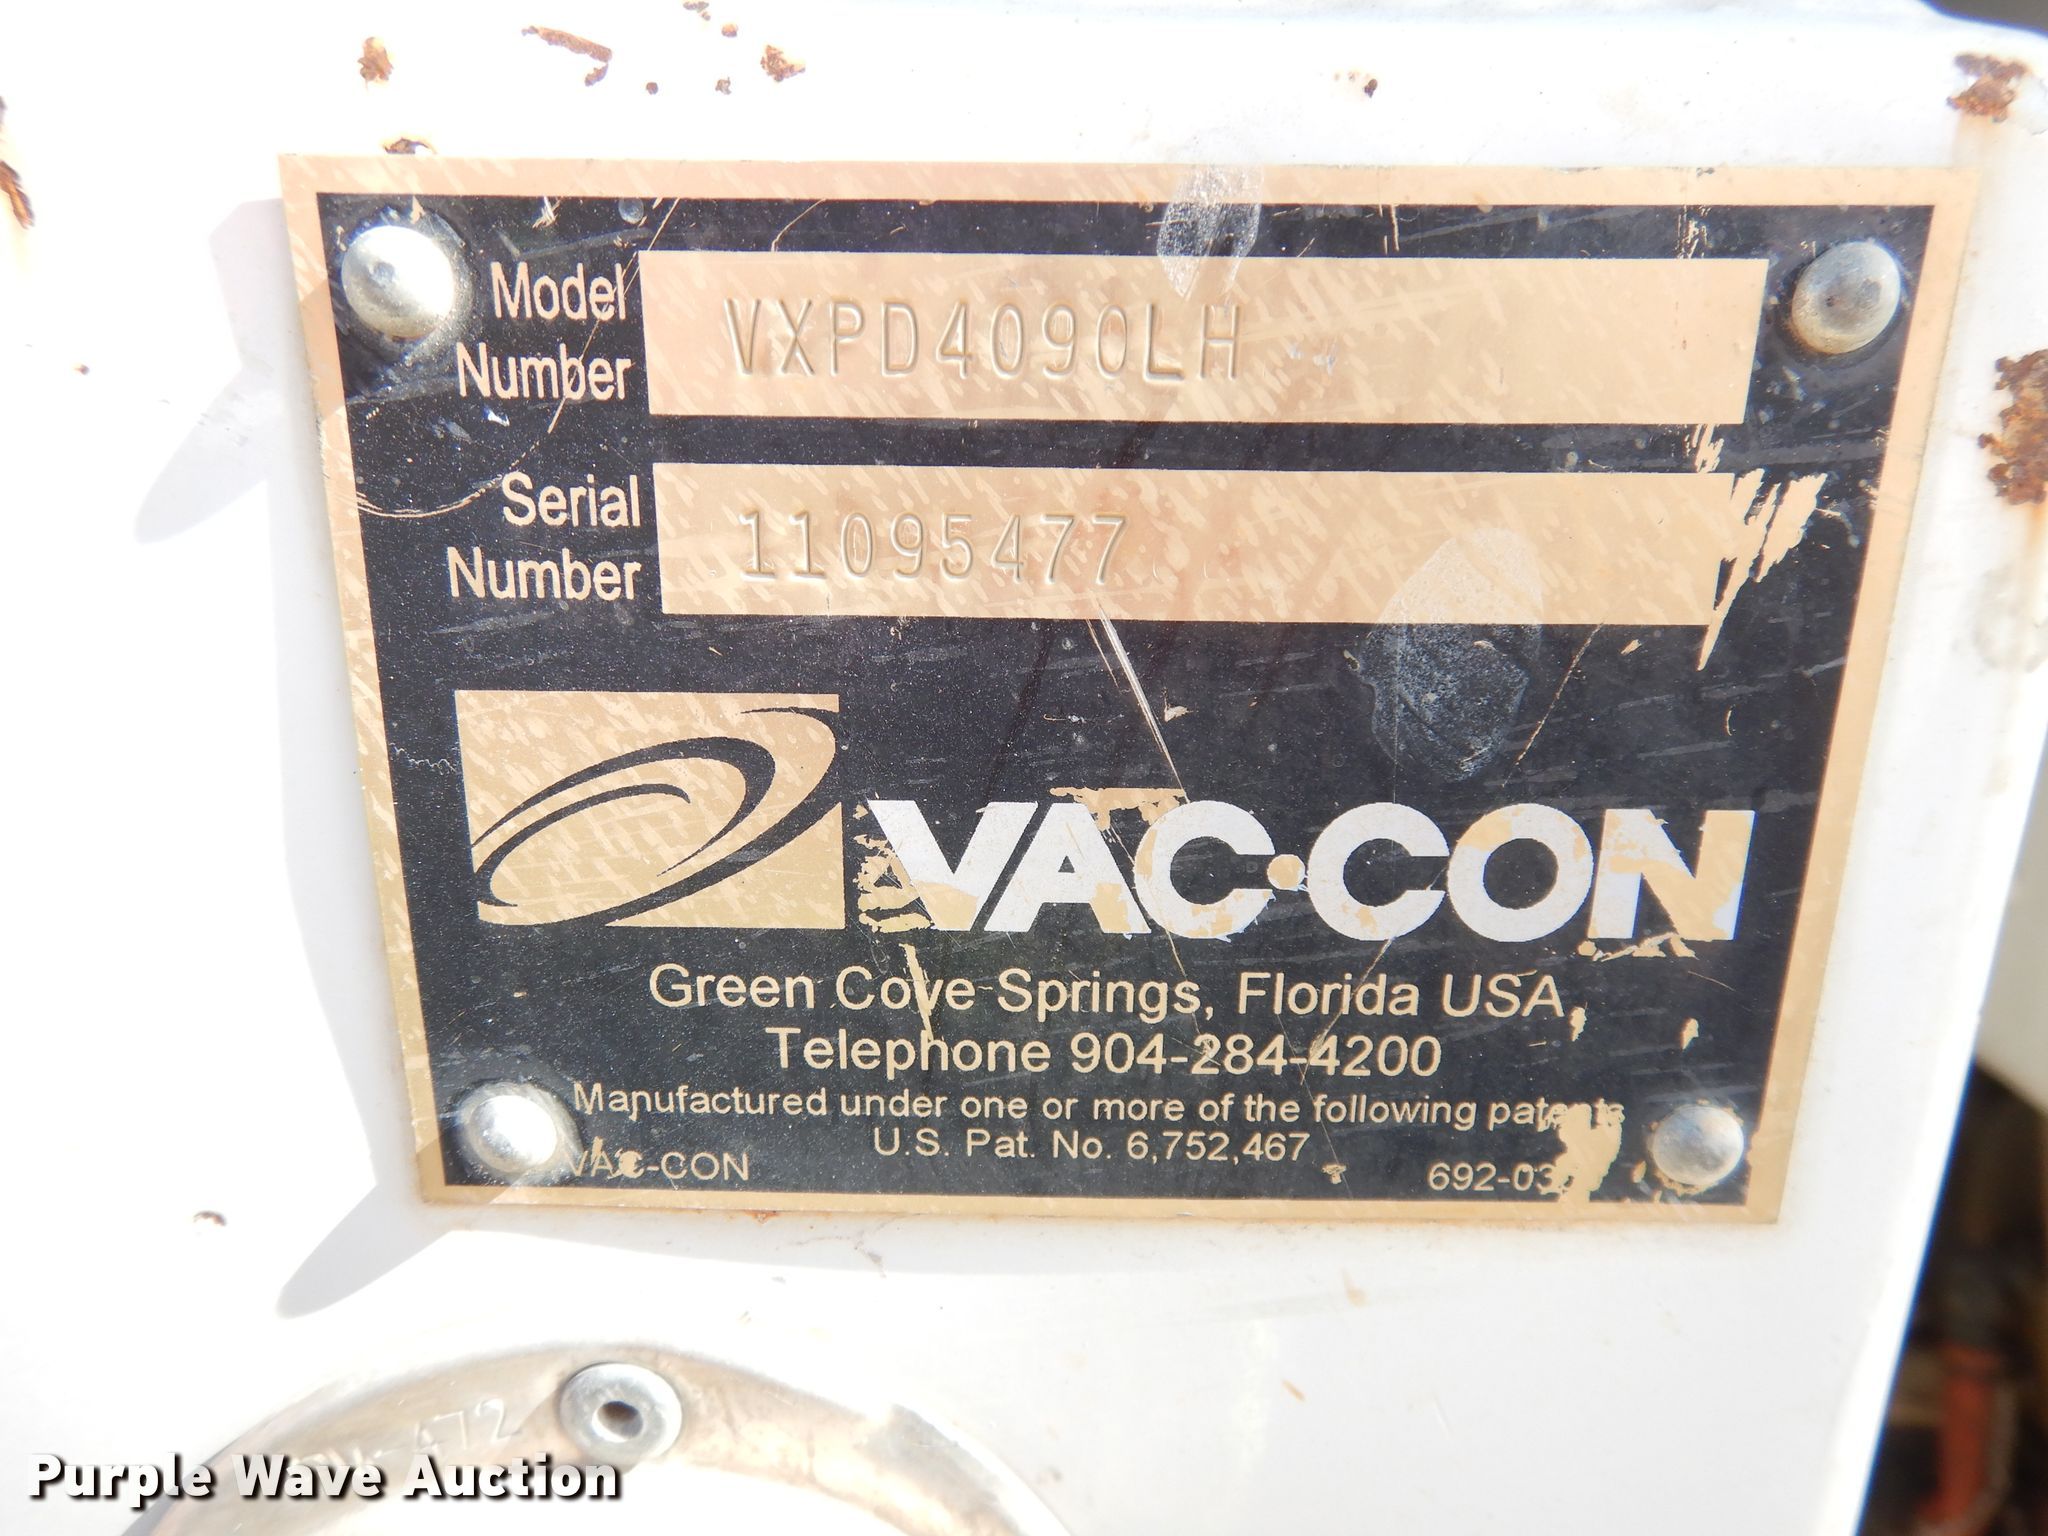 Model
Number
VXPD4090LH
Serial
Number
11095477
VAC·CON
Green Cove Springs, Florida USA
Telephone 904-284-4200
Manufactured under one or more of the following patents
U.S. Pat. No. 6,752,467
VAC-CON
Purple Wave Auction